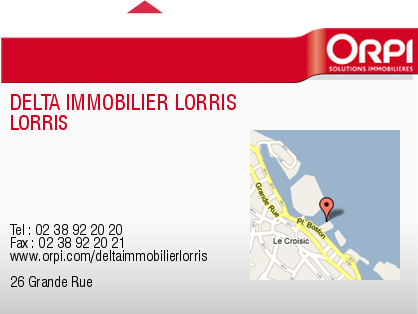 ORPI
SOLUTIONS IMMOBILIÈRES
DELTA IMMOBILIER LORRIS
LORRIS
Grande Rue
Pl. Boston
Le Croisic
Tel : 02 38 92 20 20
Fax : 02 38 92 20 21
www.orpi.com/deltaimmobilierlorris
26 Grande Rue